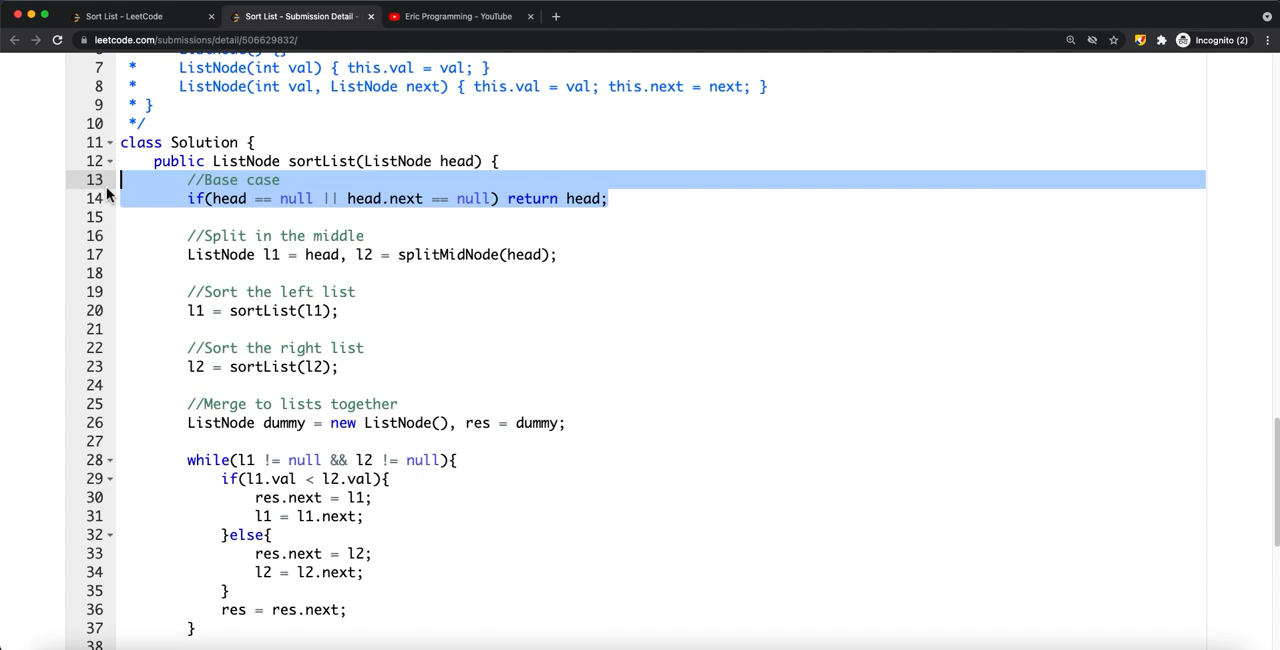 Sort List - LeetCode
Sort List - Submission Detail -
Eric Programming - YouTube
leetcode.com/submissions/detail/506629832/
Incognito (2)
7 *     ListNode(int val) { this.val = val; }
8 *     ListNode(int val, ListNode next) { this.val = val; this.next = next; }
9 * }
10 */
11 class Solution {
12     public ListNode sortList(ListNode head) {
13         //Base case
14         if(head == null || head.next == null) return head;
15
16         //Split in the middle
17         ListNode l1 = head, l2 = splitMidNode(head);
18
19         //Sort the left list
20         l1 = sortList(l1);
21
22         //Sort the right list
23         l2 = sortList(l2);
24
25         //Merge to lists together
26         ListNode dummy = new ListNode(), res = dummy;
27
28         while(l1 != null && l2 != null){
29             if(l1.val < l2.val){
30                 res.next = l1;
31                 l1 = l1.next;
32             }else{
33                 res.next = l2;
34                 l2 = l2.next;
35             }
36             res = res.next;
37         }
38